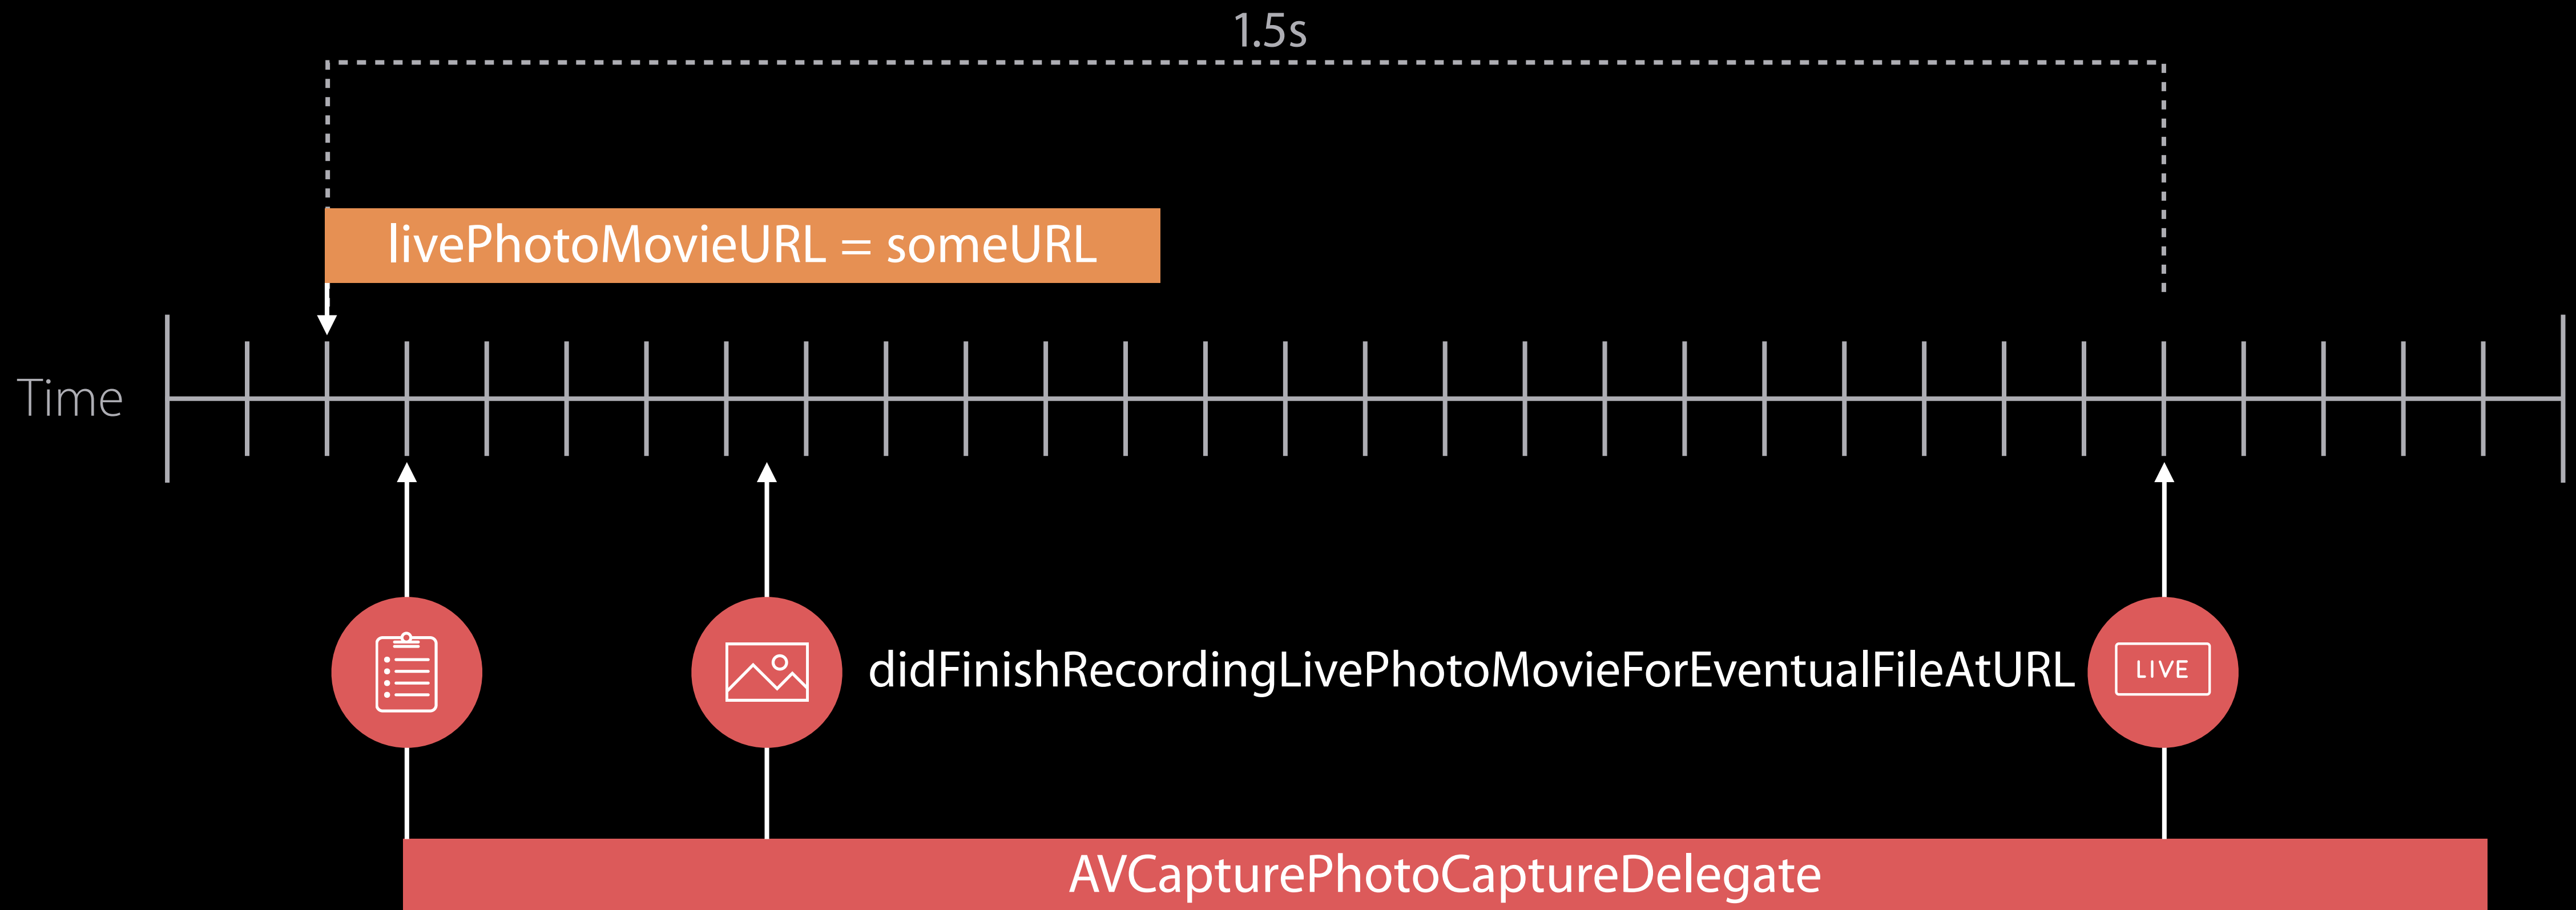 1.5s
livePhotoMovieURL = someURL
Time
didFinishRecordingLivePhotoMovieForEventualFileAtURL
LIVE
AVCapturePhotoCaptureDelegate